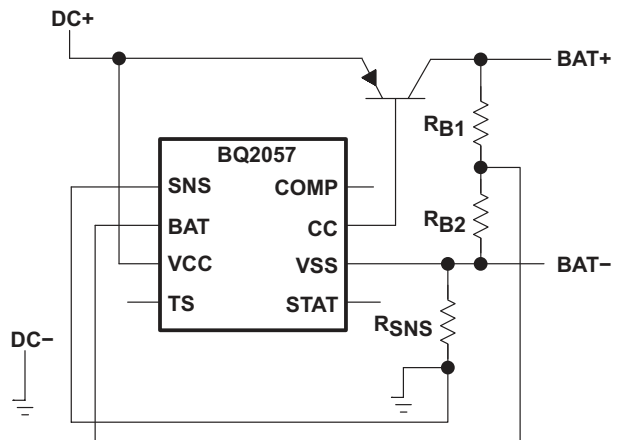 DC+
BAT+
RB1
BQ2057
SNS
COMP
BAT
CC
RB2
VCC
VSS
BAT−
TS
STAT
RSNS
DC−